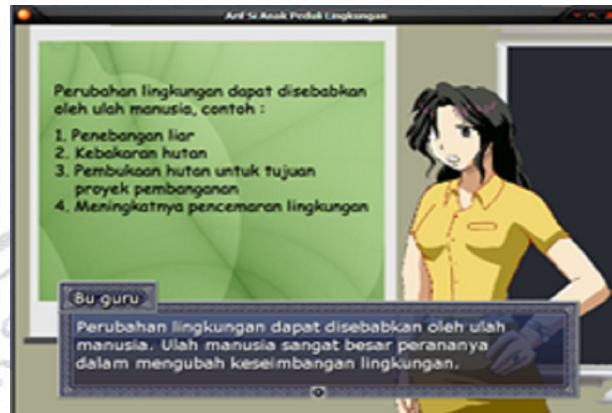 Arif Si Anak Peduli Lingkungan
Perubahan lingkungan dapat disebabkan
oleh ulah manusia, contoh :
1. Penebangan liar
2. Kebakaran hutan
3. Pembukaan hutan untuk tujuan
proyek pembanganan
4. Meningkatnya pencemaran lingkungan
Bu guru
Perubahan lingkungan dapat disebabkan oleh ulah
manusia. Ulah manusia sangat besar perananya
dalam mengubah keseimbangan lingkungan.